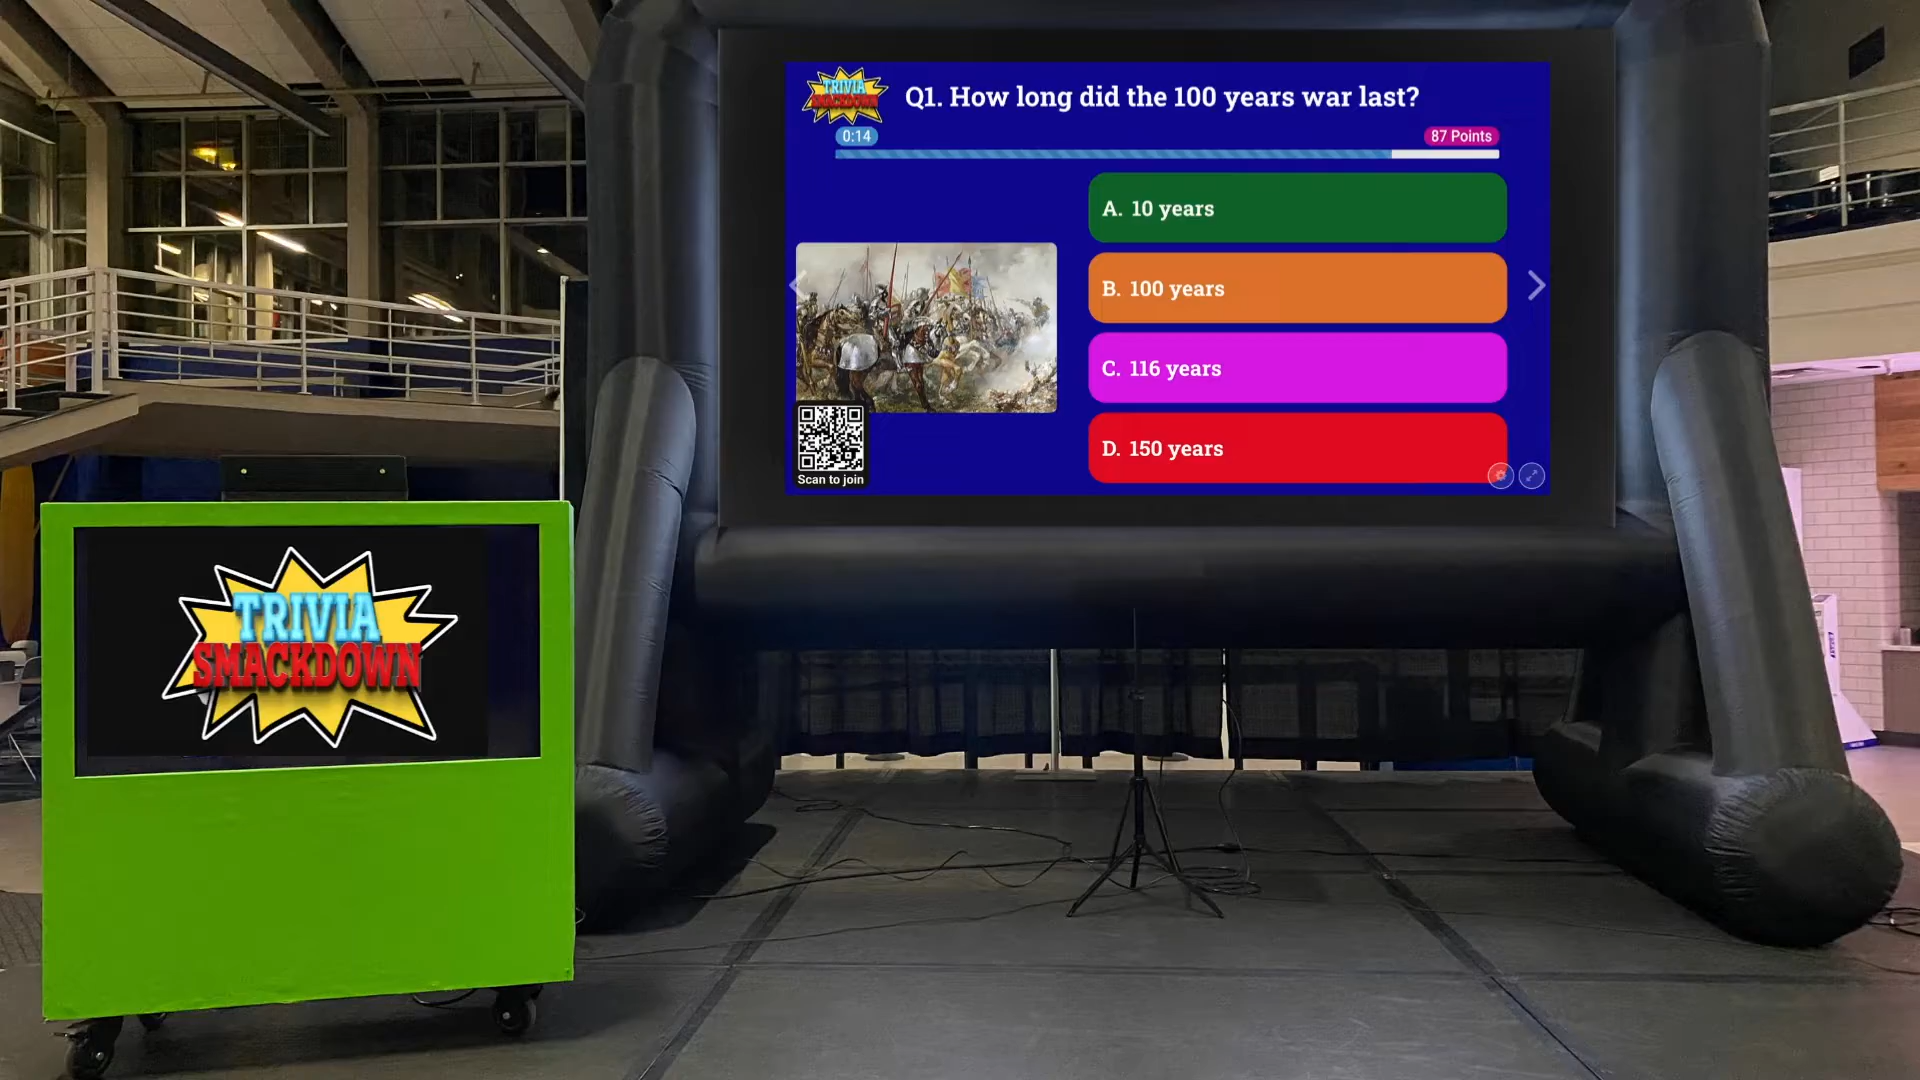 TRIVIA
SMACKDOWN
Q1. How long did the 100 years war last?
0:14
87 Points
A. 10 years
B. 100 years
C. 116 years
D. 150 years
Scan to join
TRIVIA
SMACKDOWN